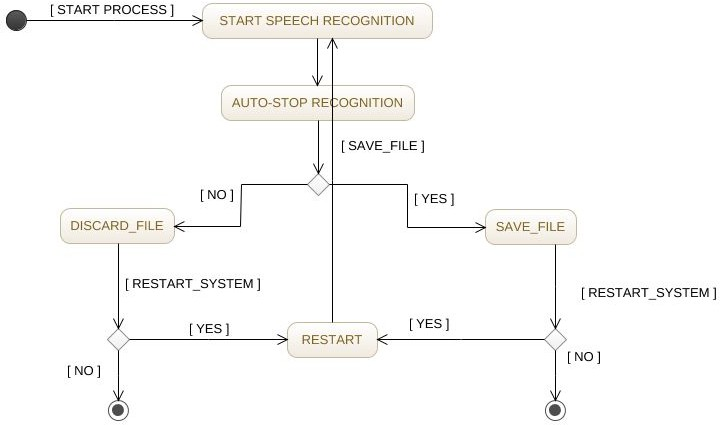 [ START PROCESS ]
START SPEECH RECOGNITION
AUTO-STOP RECOGNITION
[ SAVE_FILE ]
[ NO ]
[ YES ]
DISCARD_FILE
SAVE_FILE
[ RESTART_SYSTEM ]
[ RESTART_SYSTEM ]
[ YES ]
[ YES ]
RESTART
[ NO ]
[ NO ]